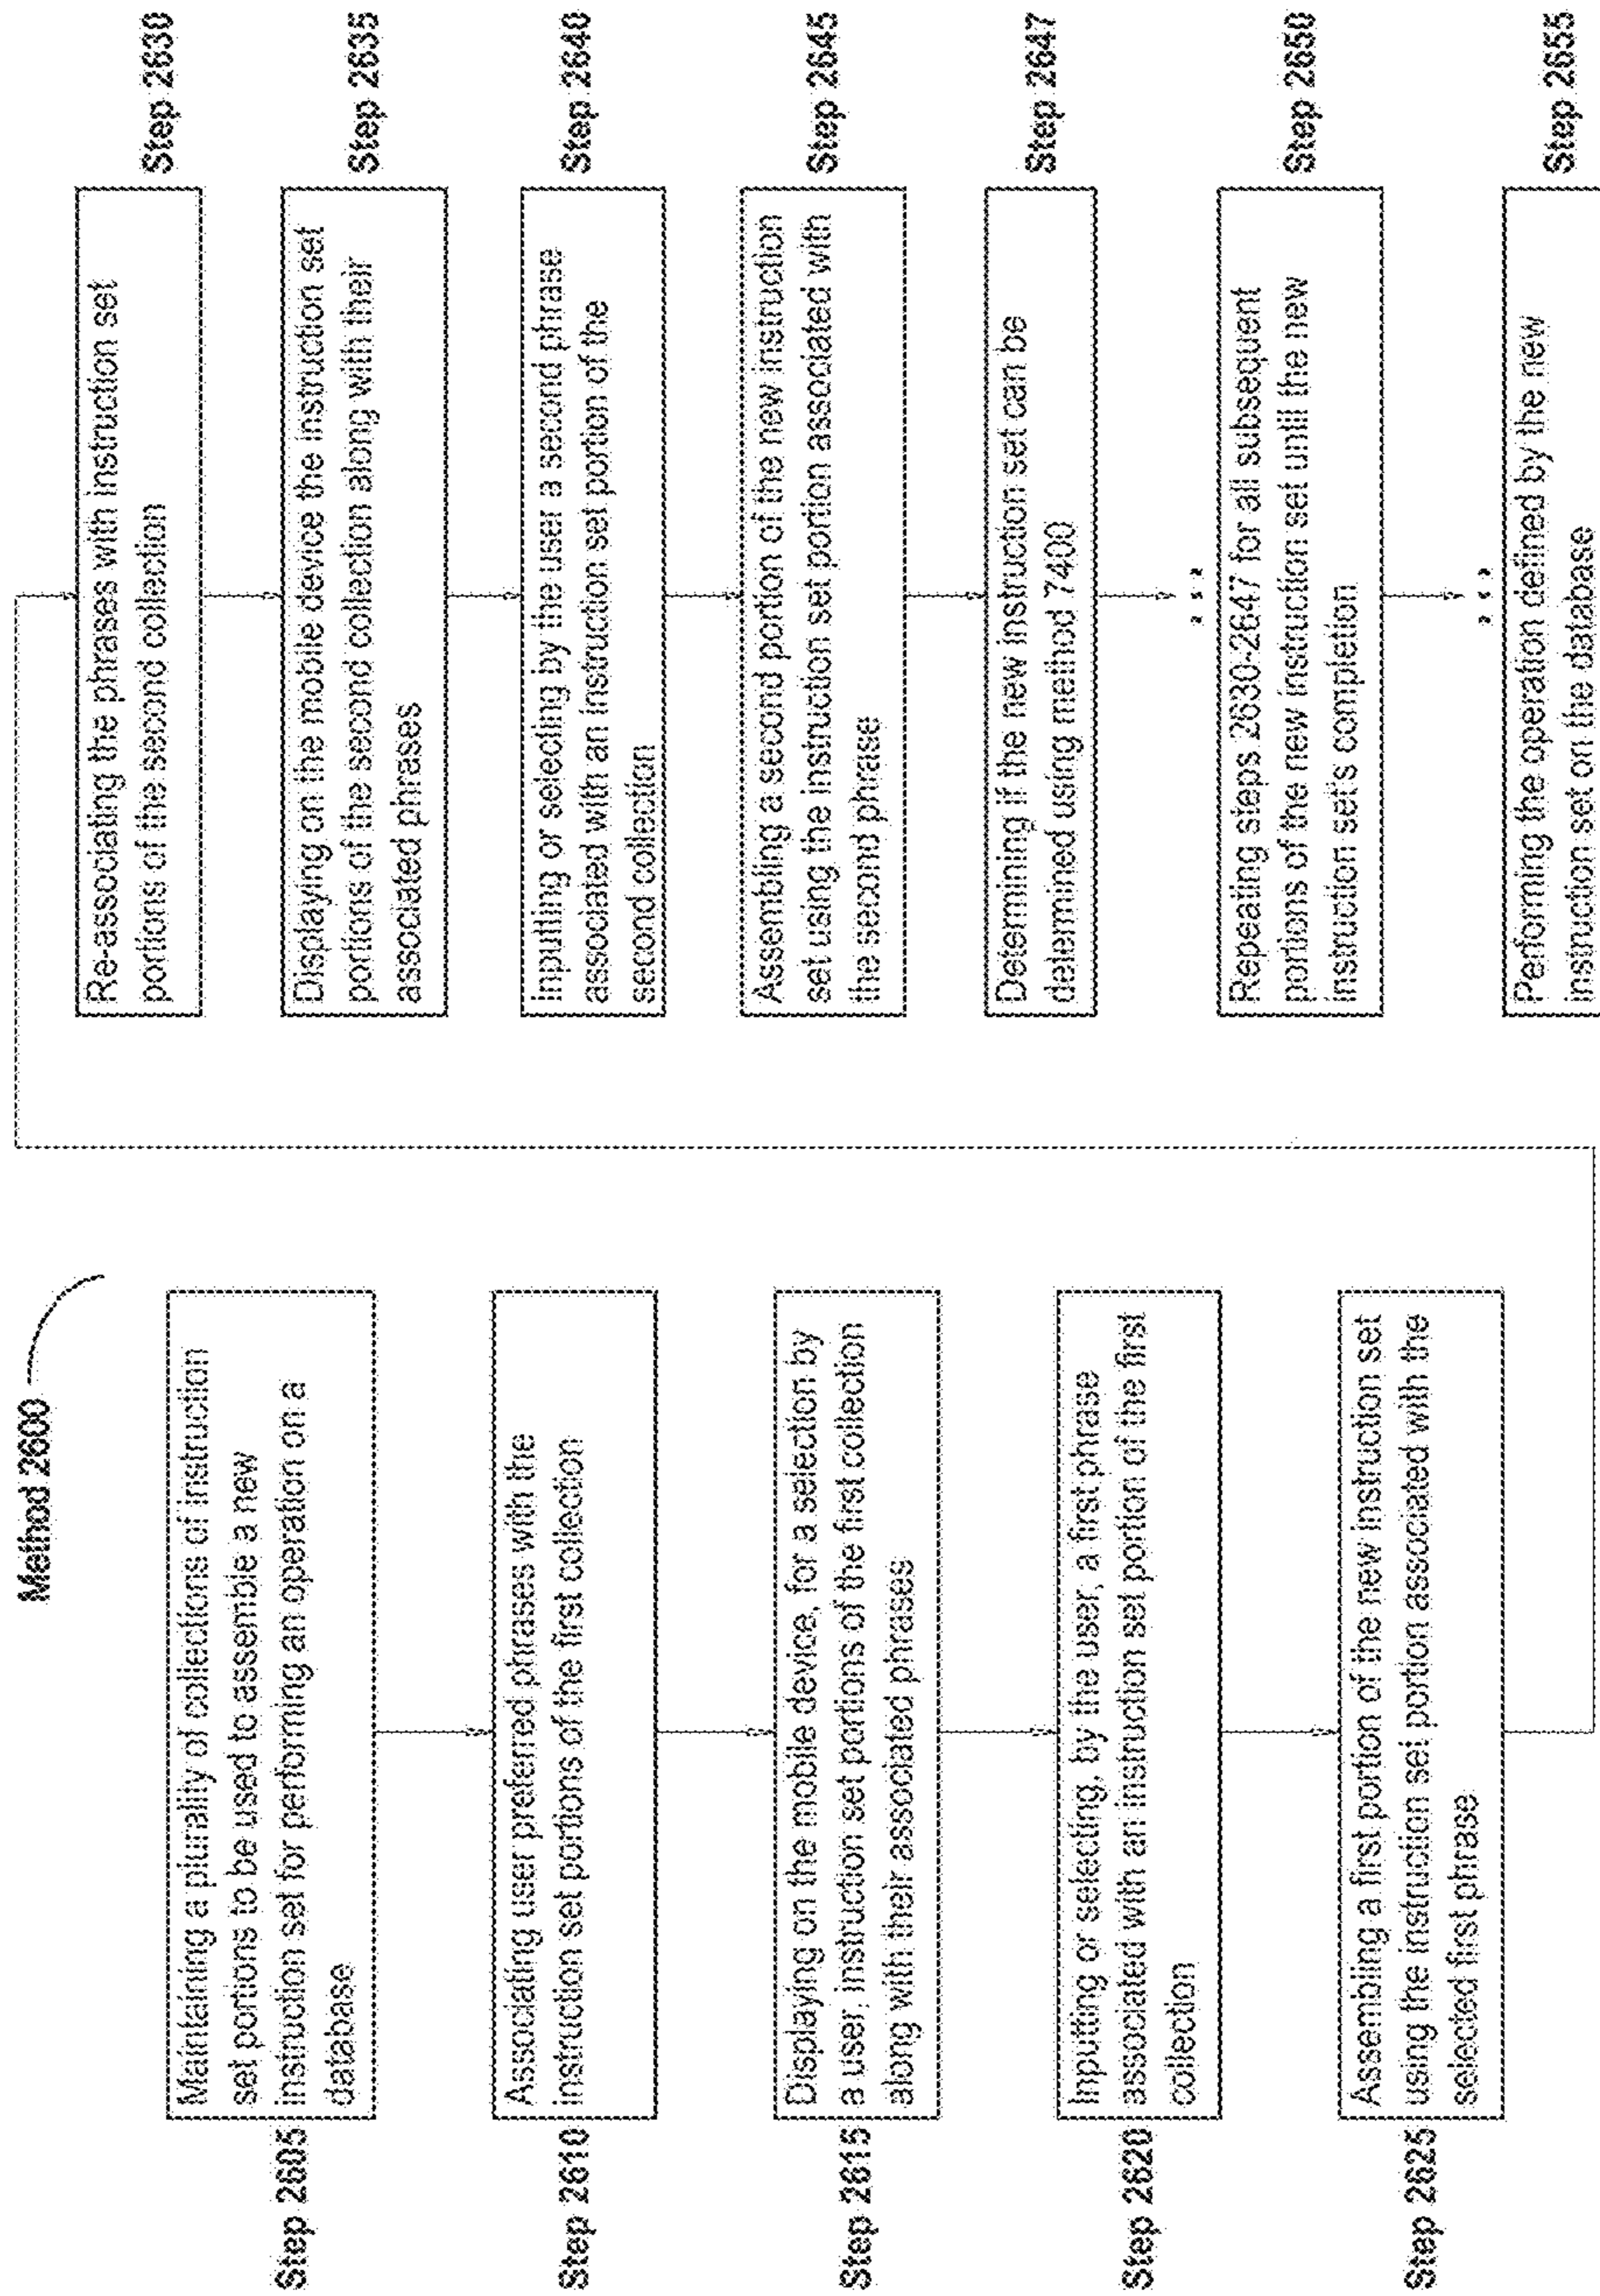 Method 2600
Step 2605
Maintaining a plurality of collections of instruction
set portions to be used to assemble a new
instruction set for performing an operation on a
database
Step 2610
Associating user preferred phrases with the
instruction set portions of the first collection
Step 2615
Displaying on the mobile device, for a selection by
a user, instruction set portions of the first collection
along with their associated phrases
Step 2620
Inputting or selecting, by the user, a first phrase
associated with an instruction set portion of the first
collection
Step 2625
Assembling a first portion of the new instruction set
using the instruction set portion associated with the
selected first phrase
Re-associating the phrases with instruction set
portions of the second collection
Step 2630
Displaying on the mobile device the instruction set
portions of the second collection along with their
associated phrases
Step 2635
Inputting or selecting by the user a second phrase
associated with an instruction set portion of the
second collection
Step 2640
Assembling a second portion of the new instruction
set using the instruction set portion associated with
the second phrase
Step 2645
Determining if the new instruction set can be
determined using method 7400
Step 2647
...
Repeating steps 2630-2647 for all subsequent
portions of the new instruction set until the new
instruction set's completion
Step 2650
...
Performing the operation defined by the new
instruction set on the database
Step 2655